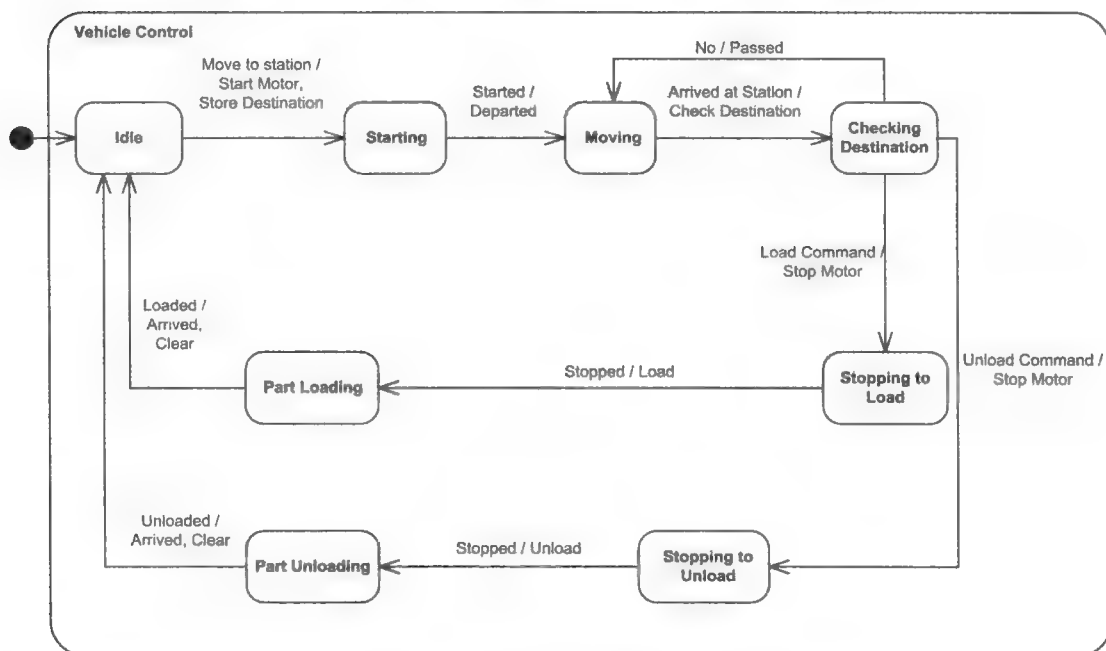 Vehicle Control
No / Passed
Move to station /
Start Motor,
Store Destination
Started /
Departed
Arrived at Station /
Check Destination
Idle
Starting
Moving
Checking
Destination
Load Command /
Stop Motor
Loaded /
Arrived,
Clear
Part Loading
Stopped / Load
Stopping to
Load
Unload Command /
Stop Motor
Unloaded /
Arrived, Clear
Part Unloading
Stopped / Unload
Stopping to
Unload